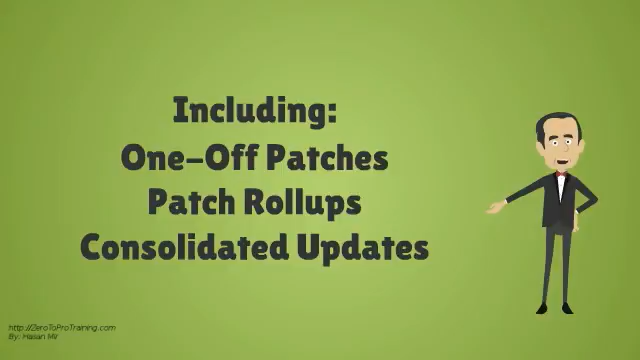 Including:
One-Off Patches
Patch Rollups
Consolidated Updates
http://ZeroToProTraining.com
By: Hasan Mir